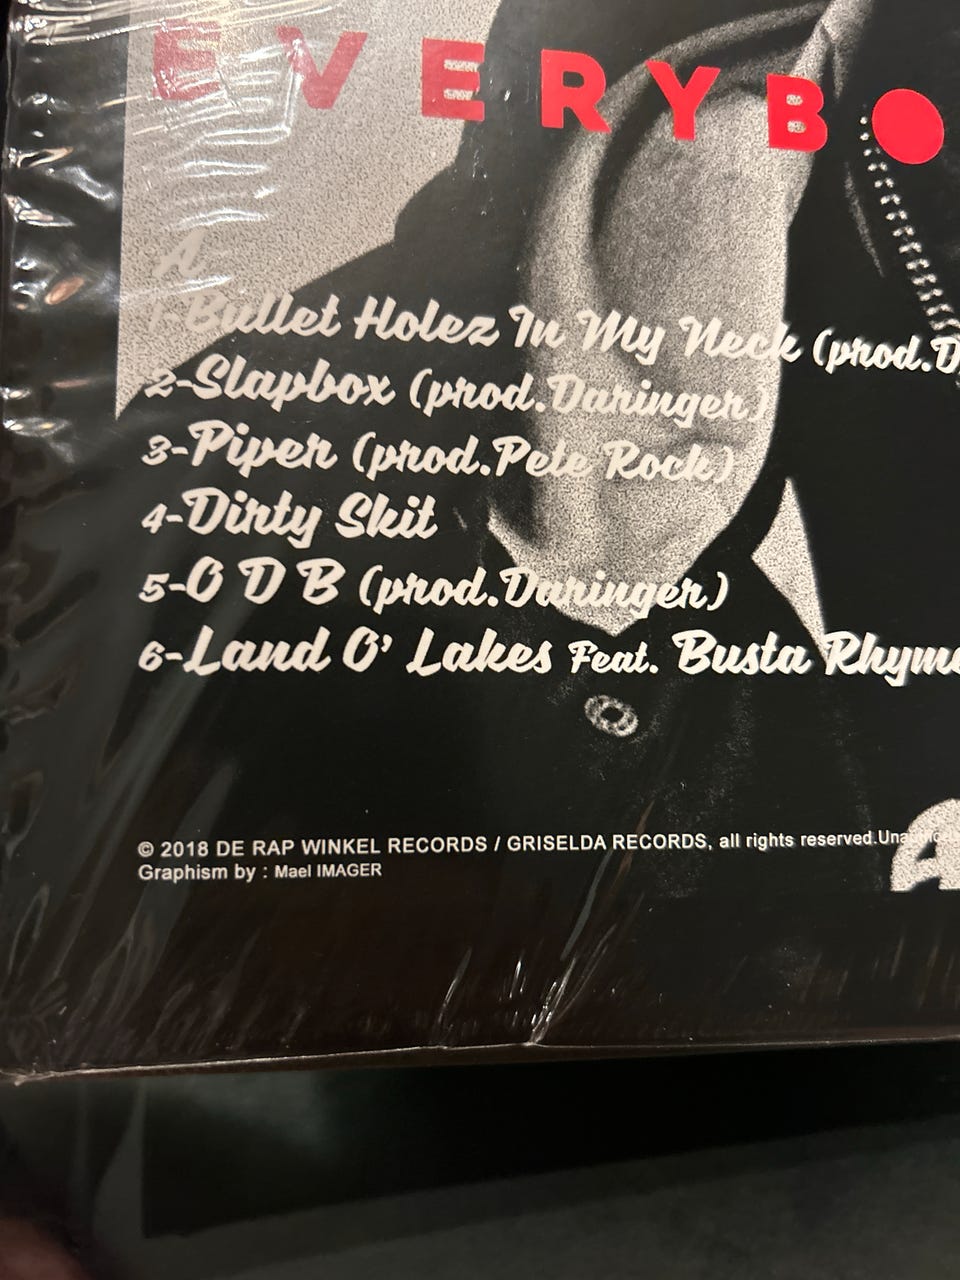 EVERYBO
A
1-Bullet Holez In My Neck (prod.D
2-Slapbox (prod.Daringer)
3-Piper (prod.Pete Rock)
4-Dirty Skit
5-O D B (prod.Daringer)
6-Land O' Lakes Feat. Busta Rhyme
© 2018 DE RAP WINKEL RECORDS / GRISELDA RECORDS, all rights reserved.
Graphism by : Mael IMAGER